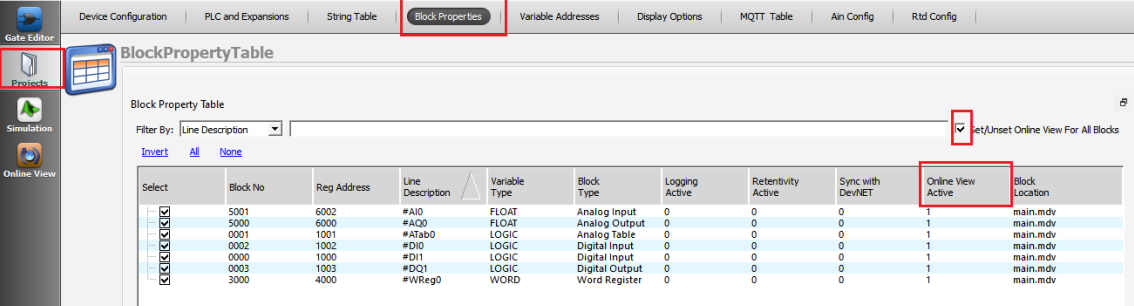 Device Configuration PLC and Expansions String Table Block Properties Variable Addresses Display Options MQTT Table Ain Config Rtd Config
Gate Editor
Projects
Simulation
Online View
BlockPropertyTable
Block Property Table
Filter By: Line Description Set/Unset Online View For All Blocks
Invert All None
Select Block No Reg Address Line Description Variable Type Block Type Logging Active Retentivity Active Sync with DevNET Online View Active Block Location
5001 6002 #AI0 FLOAT Analog Input 0 0 0 1 main.mdv
5000 6000 #AQ0 FLOAT Analog Output 0 0 0 1 main.mdv
0001 1001 #ATab0 LOGIC Analog Table 0 0 0 1 main.mdv
0002 1002 #DI0 LOGIC Digital Input 0 0 0 1 main.mdv
0000 1000 #DI1 LOGIC Digital Input 0 0 0 1 main.mdv
0003 1003 #DQ1 LOGIC Digital Output 0 0 0 1 main.mdv
3000 4000 #WReg0 WORD Word Register 0 0 0 1 main.mdv